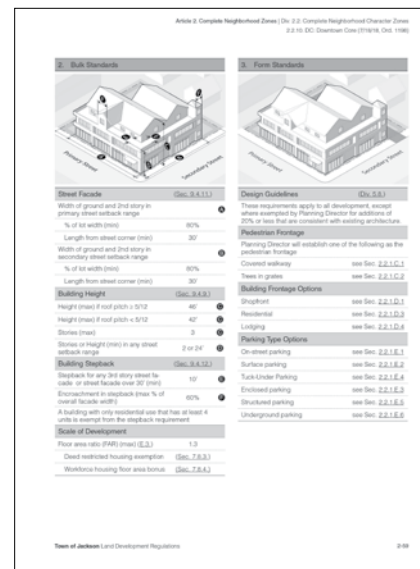 Article 2. Complete Neighborhood Zones | Div. 2.2. Complete Neighborhood Character Zones
2.2.10. DC: Downtown Core (7/18/18, Ord. 1196)
2. Bulk Standards
Primary Street
Secondary Street
Street Facade (Sec. 9.4.11.)
Width of ground and 2nd story in
primary street setback range
% of lot width (min) 80%
Length from street corner (min) 30'
Width of ground and 2nd story in
secondary street setback range
% of lot width (min) 60%
Length from street corner (min) 30'
Building Height (Sec. 9.4.9.)
Height (max) if roof pitch ≥ 5/12 46'
Height (max) if roof pitch < 5/12 42'
Stories (max) 3
Stories or Height (min) in any street
setback range 2 or 24'
Building Stepback (Sec. 9.4.12.)
Stepback for any 3rd story street fa-
cade or street facade over 30' (min) 10'
Encroachment in stepback (max % of
overall facade width) 60%
A building with only residential use that has at least 4
units is exempt from the stepback requirement
Scale of Development
Floor area ratio (FAR) (max) (E.3.) 1.3
Deed restricted housing exemption (Sec. 7.8.3.)
Workforce housing floor area bonus (Sec. 7.8.4.)
3. Form Standards
Primary Street
Secondary Street
Design Guidelines (Div. 5.8.)
These requirements apply to all development, except
where exempted by Planning Director for additions of
20% or less that are consistent with existing architecture.
Pedestrian Frontage
Planning Director will establish one of the following as the
pedestrian frontage
Covered walkway see Sec. 2.2.1.C.1
Trees in grates see Sec. 2.2.1.C.2
Building Frontage Options
Shopfront see Sec. 2.2.1.D.1
Residential see Sec. 2.2.1.D.3
Lodging see Sec. 2.2.1.D.4
Parking Type Options
On-street parking see Sec. 2.2.1.E.1
Surface parking see Sec. 2.2.1.E.2
Tuck-Under Parking see Sec. 2.2.1.E.4
Enclosed parking see Sec. 2.2.1.E.3
Structured parking see Sec. 2.2.1.E.5
Underground parking see Sec. 2.2.1.E.6
Town of Jackson Land Development Regulations 2-59